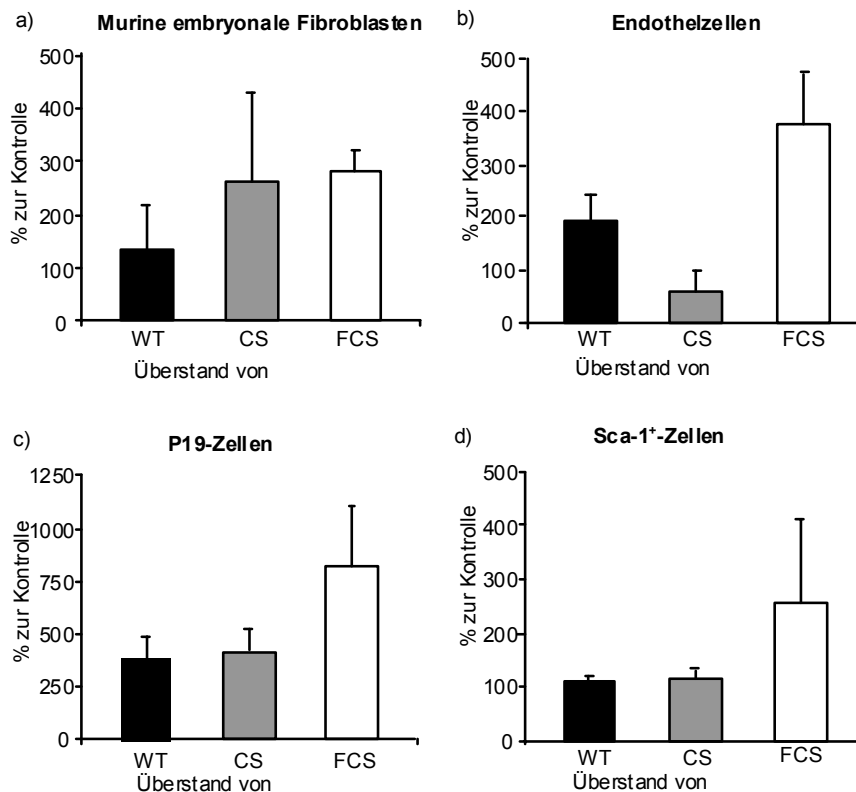 a) Murine embryonale Fibroblasten
% zur Kontrolle
500
400
300
200
100
0
WT CS FCS
Überstand von
b) Endothelzellen
% zur Kontrolle
500
400
300
200
100
0
WT CS FCS
Überstand von
c) P19-Zellen
% zur Kontrolle
1250
1000
750
500
250
0
WT CS FCS
Überstand von
d) Sca-1⁺-Zellen
% zur Kontrolle
500
400
300
200
100
0
WT CS FCS
Überstand von